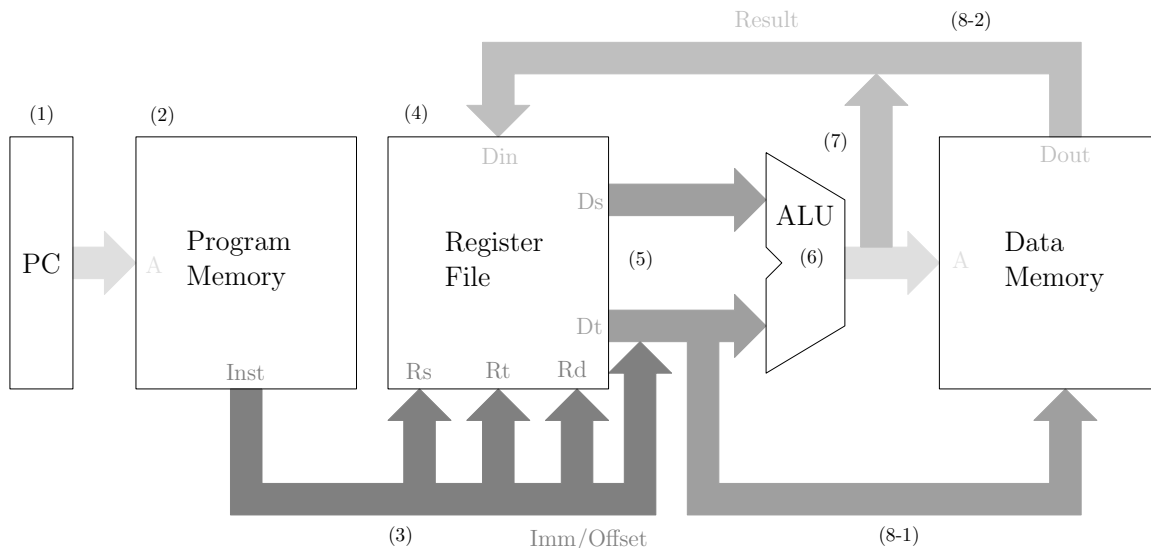 Result
(8-2)
(1)
(2)
(4)
(7)
Din
Dout
Ds
ALU
Program
Memory
Register
File
Data
Memory
PC
A
(5)
(6)
A
Dt
Inst
Rs
Rt
Rd
(3)
Imm/Offset
(8-1)